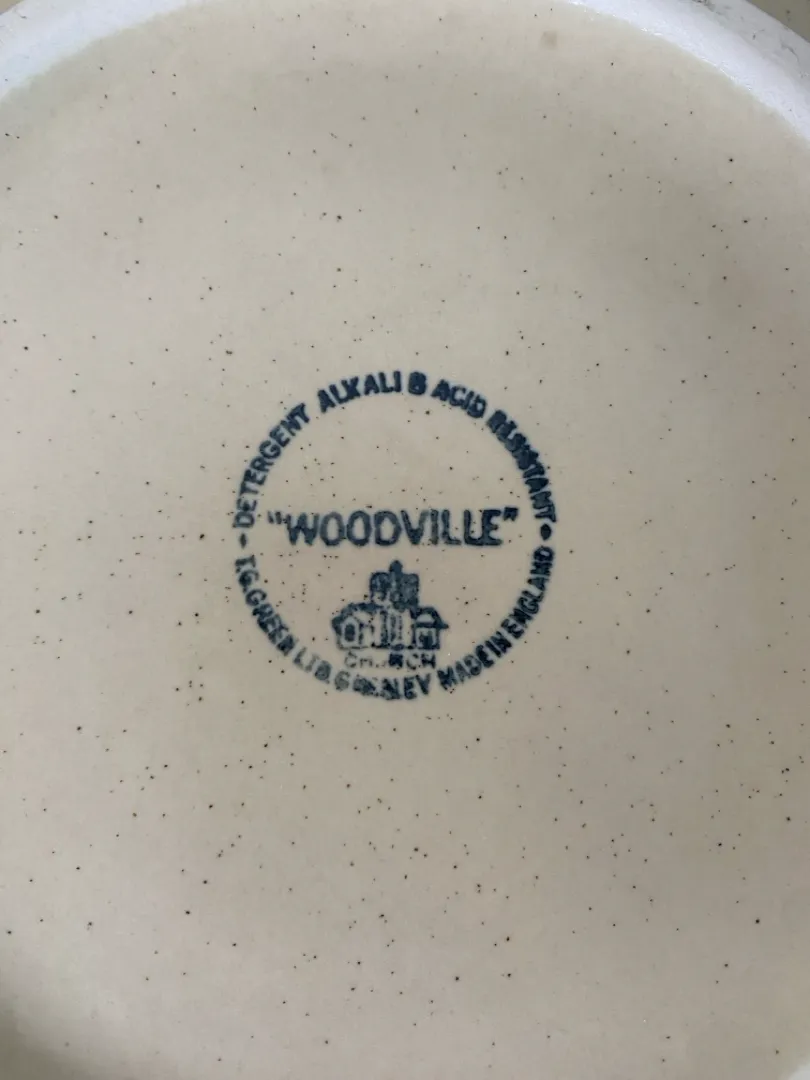 DETERGENT ALKALI & ACID RESISTANT
"WOODVILLE"
CHURCH
T.G.GREEN LTD. GRESLEY MADE IN ENGLAND